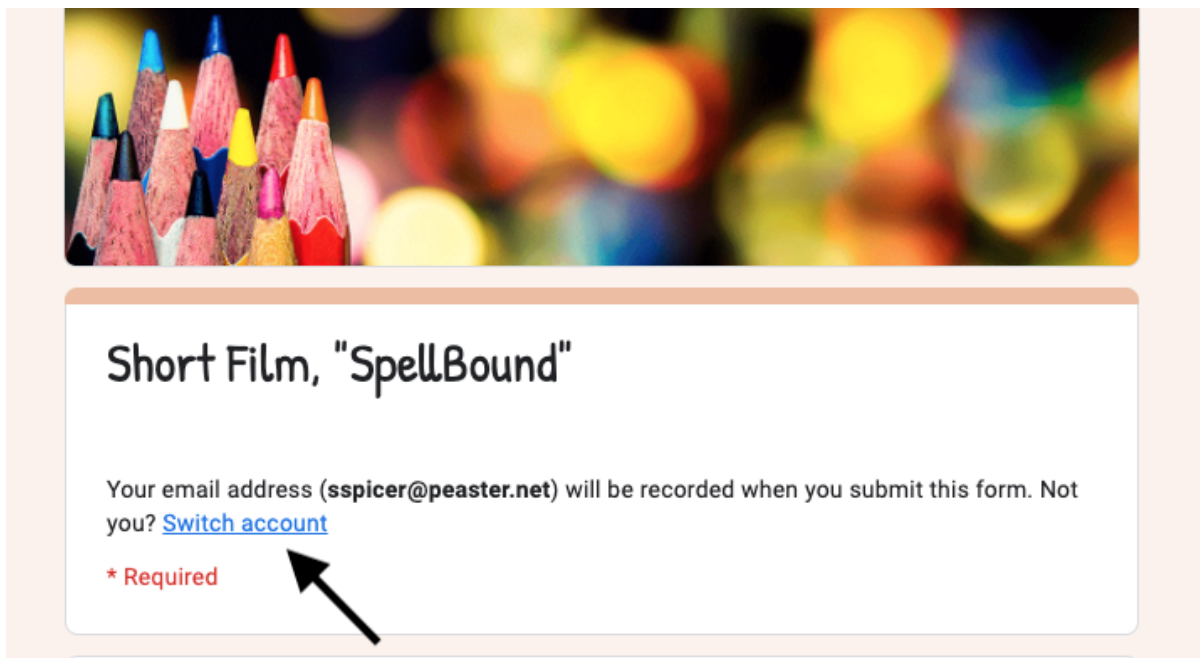 Short Film, "SpellBound"
Your email address (sspicer@peaster.net) will be recorded when you submit this form. Not
you? Switch account
* Required